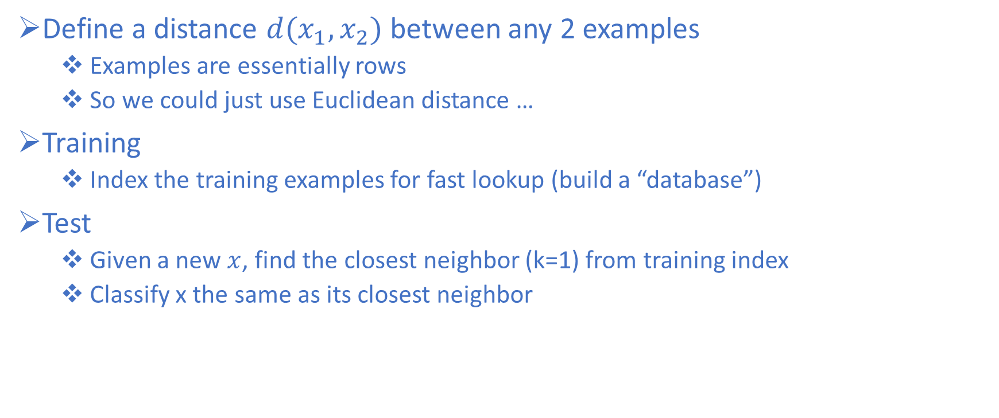 ➢Define a distance 𝑑(𝑥₁, 𝑥₂) between any 2 examples
❖ Examples are essentially rows
❖ So we could just use Euclidean distance …
➢Training
❖ Index the training examples for fast lookup (build a “database”)
➢Test
❖ Given a new 𝑥, find the closest neighbor (k=1) from training index
❖ Classify x the same as its closest neighbor